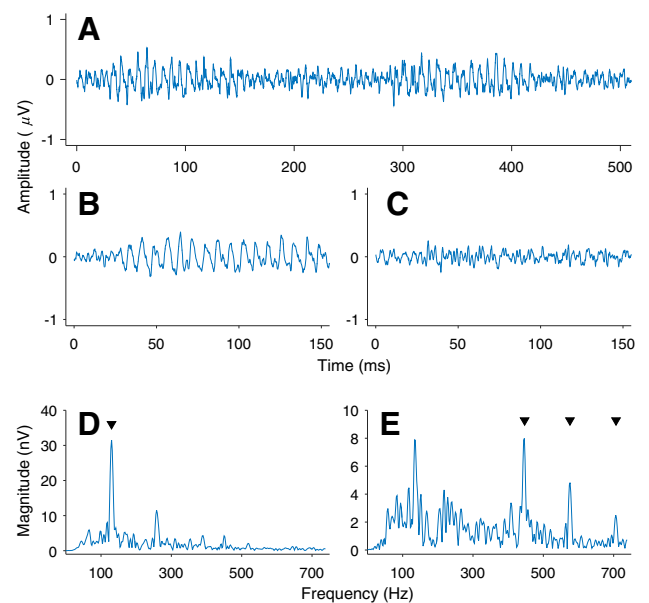 A
1
0
-1
Amplitude ( μV)
0 100 200 300 400 500
B C
1 1
0 0
-1 -1
0 50 100 150 0 50 100 150
Time (ms)
D E
40 10
30 8
20 6
10 4
0 2
0
Magnitude (nV)
100 300 500 700 100 300 500 700
Frequency (Hz)